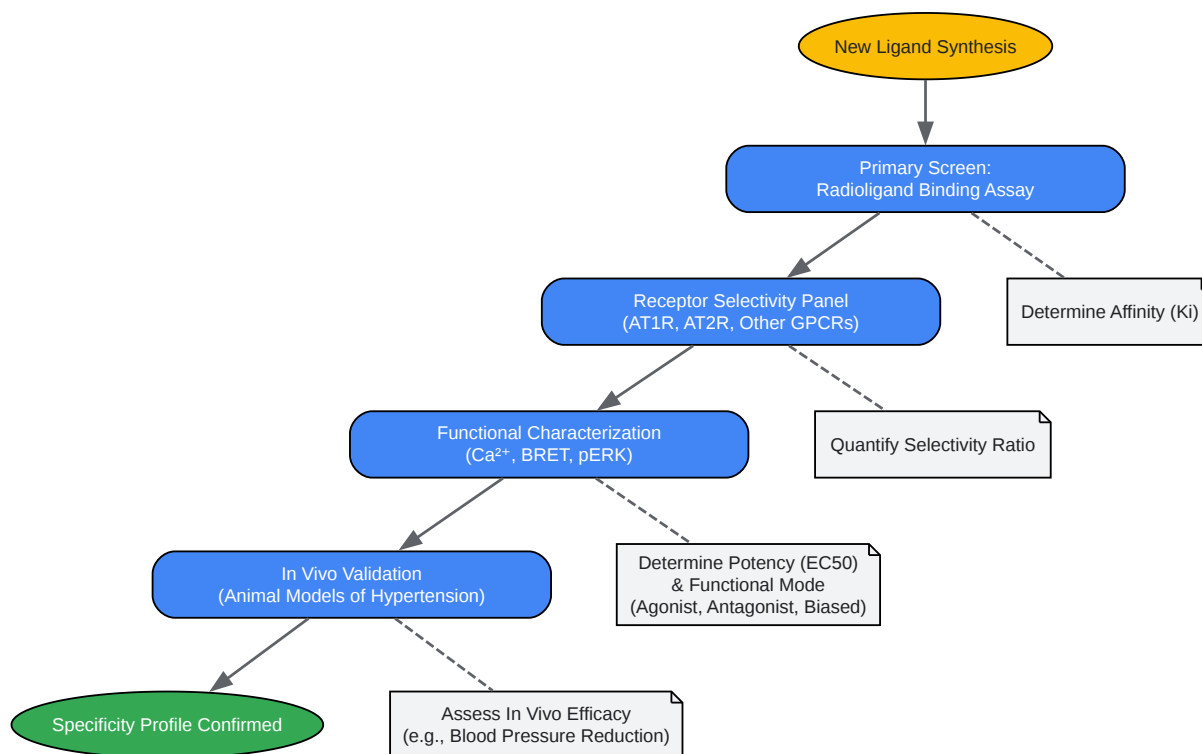 New Ligand Synthesis
Primary Screen:
Radioligand Binding Assay
Receptor Selectivity Panel
(AT1R, AT2R, Other GPCRs)
Determine Affinity (Ki)
Functional Characterization
(Ca²⁺, BRET, pERK)
Quantify Selectivity Ratio
In Vivo Validation
(Animal Models of Hypertension)
Determine Potency (EC50)
& Functional Mode
(Agonist, Antagonist, Biased)
Specificity Profile Confirmed
Assess In Vivo Efficacy
(e.g., Blood Pressure Reduction)